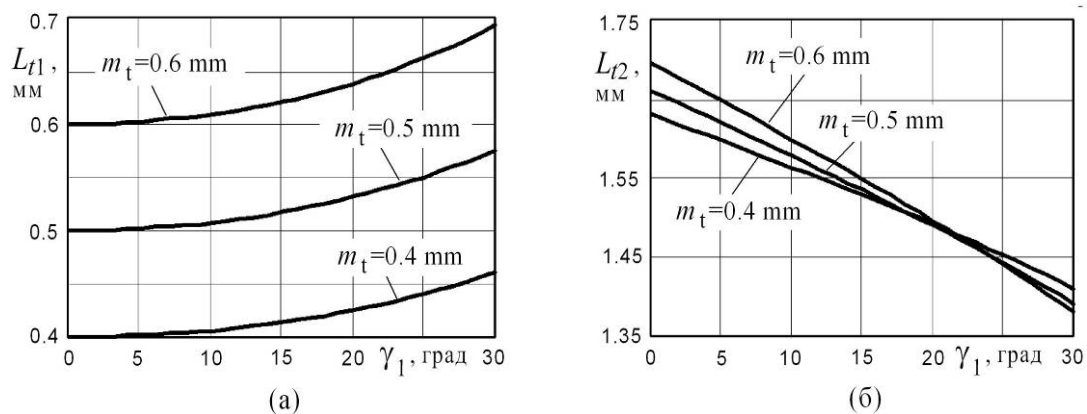 0.7
L_t1 ,
мм
0.6
0.5
0.4
m_t=0.6 mm
m_t=0.5 mm
m_t=0.4 mm
0 5 10 15 20 γ_1 , град 30
(а)
1.75
L_t2 ,
мм
1.55
1.45
1.35
m_t=0.6 mm
m_t=0.5 mm
m_t=0.4 mm
0 5 10 15 20 γ_1 , град 30
(б)